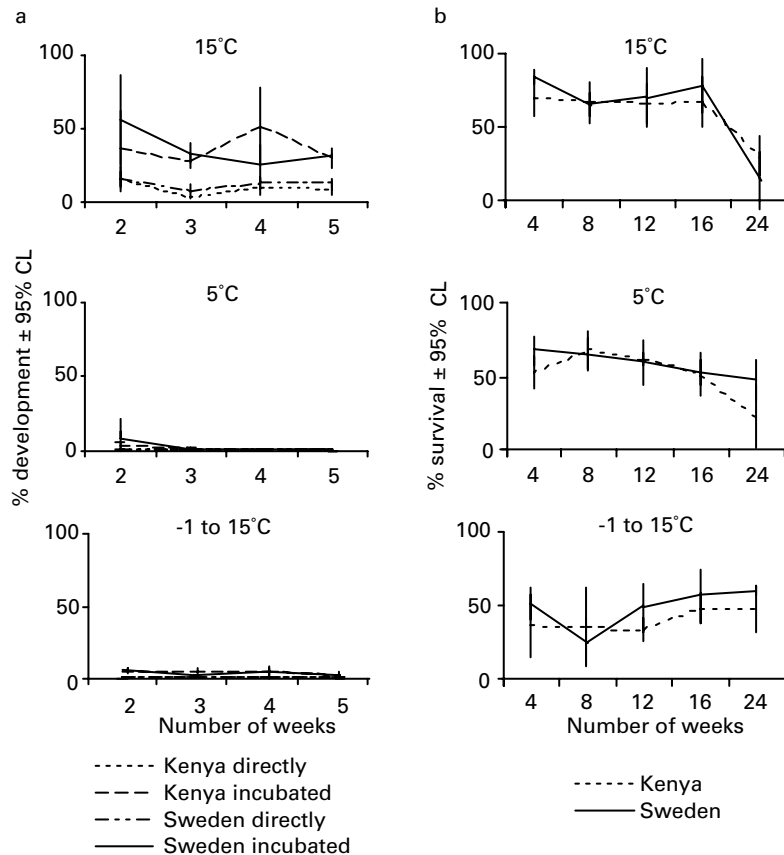 a
15˚C
100
50
0
2 3 4 5
% development ± 95% CL
5˚C
100
50
0
2 3 4 5
-1 to 15˚C
100
50
0
2 3 4 5
Number of weeks
Kenya directly
Kenya incubated
Sweden directly
Sweden incubated
b
15˚C
100
50
0
4 8 12 16 24
% survival ± 95% CL
5˚C
100
50
0
4 8 12 16 24
-1 to 15˚C
100
50
0
4 8 12 16 24
Number of weeks
Kenya
Sweden